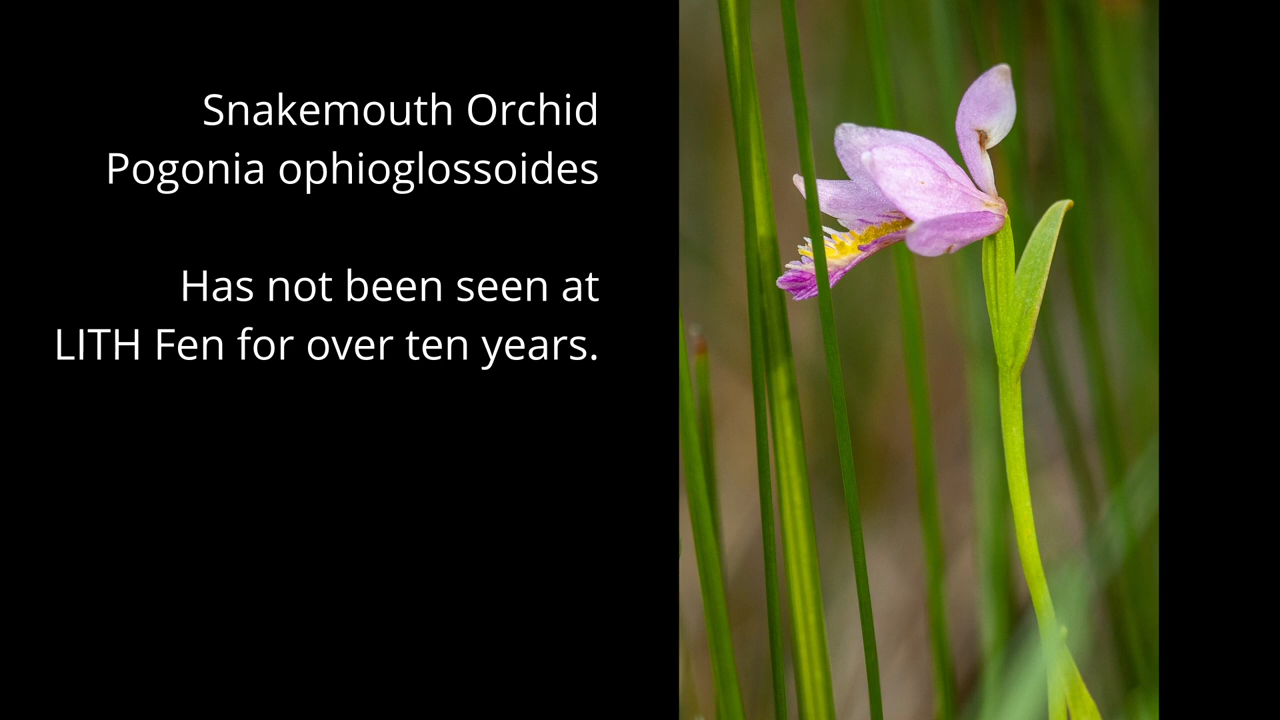 Snakemouth Orchid
Pogonia ophioglossoides
Has not been seen at
LITH Fen for over ten years.